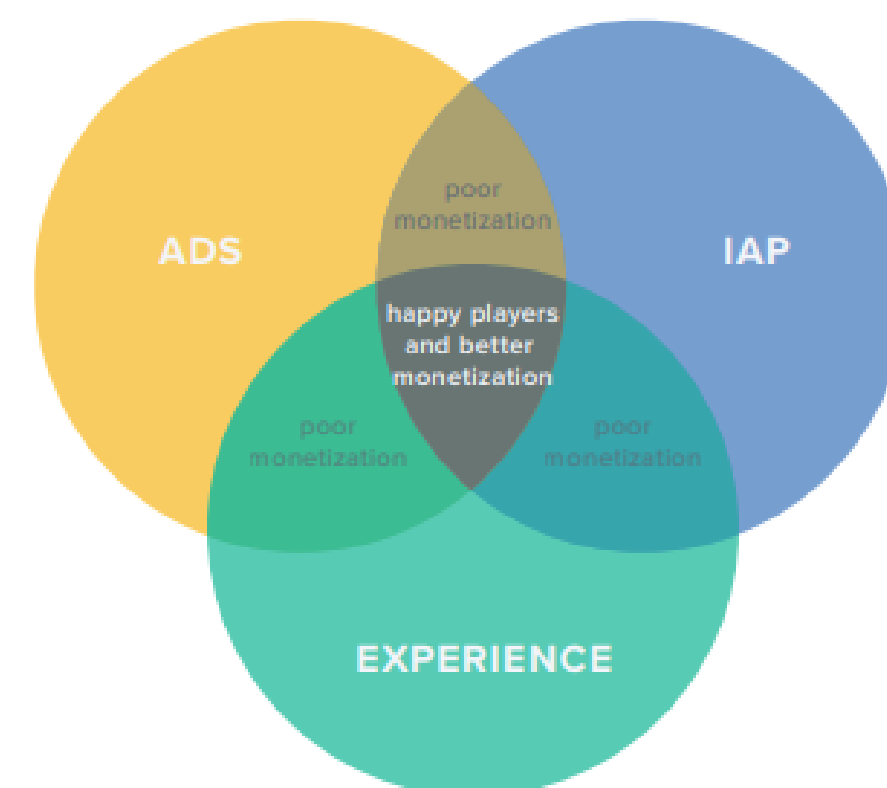 poor
monetization
ADS
IAP
happy players
and better
monetization
poor
monetization
poor
monetization
EXPERIENCE